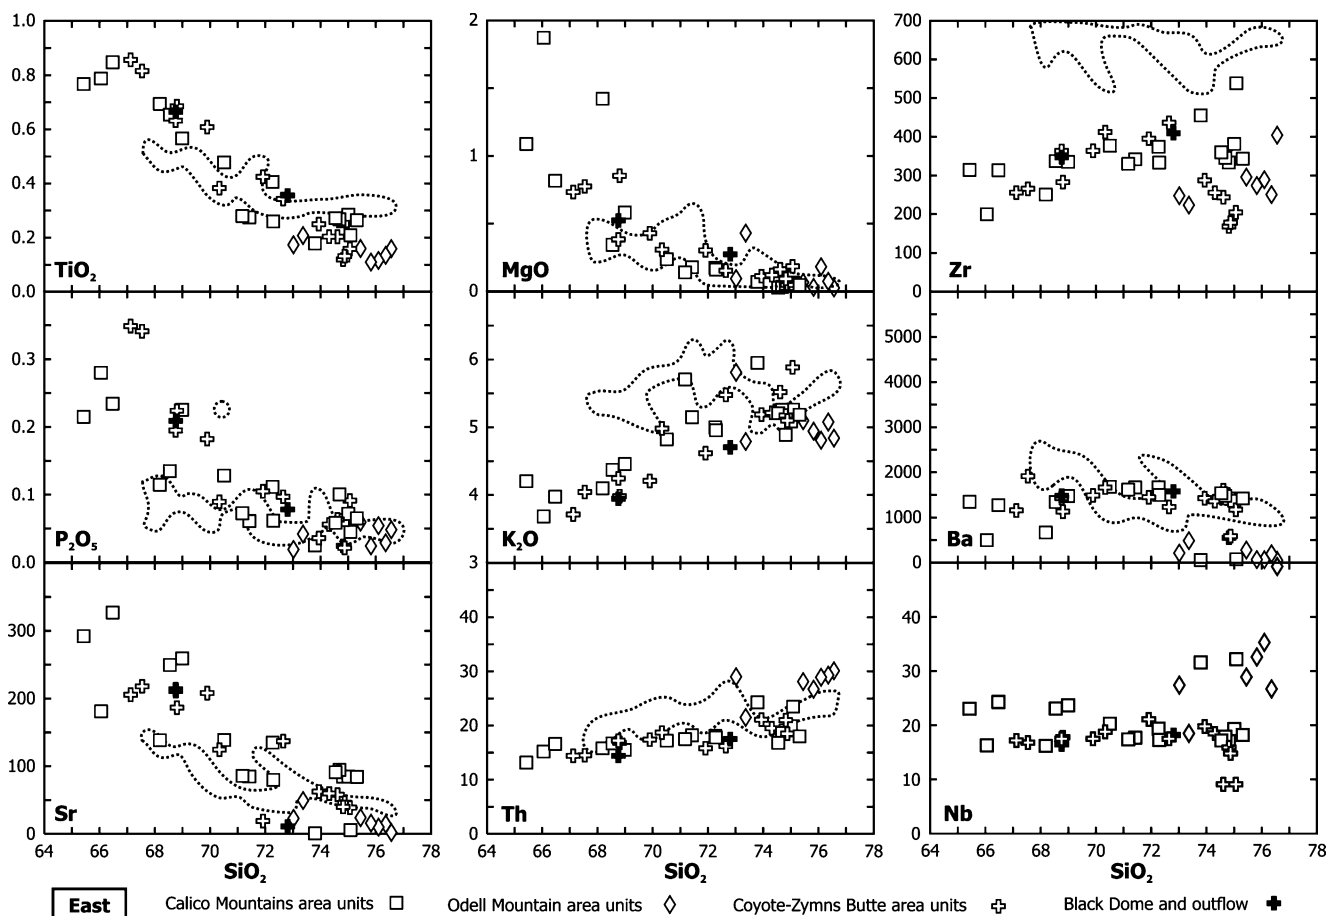 1.0
0.8
0.6
0.4
0.2
0.0
TiO2
2
1
0
MgO
700
600
500
400
300
200
100
0
Zr
0.3
0.2
0.1
0.0
P2O5
6
5
4
3
K2O
5000
4000
3000
2000
1000
0
Ba
300
200
100
0
Sr
64 66 68 70 72 74 76 78
SiO2
40
30
20
10
0
Th
64 66 68 70 72 74 76 78
SiO2
40
30
20
10
0
Nb
64 66 68 70 72 74 76 78
SiO2
East Calico Mountains area units Odell Mountain area units Coyote-Zymns Butte area units Black Dome and outflow